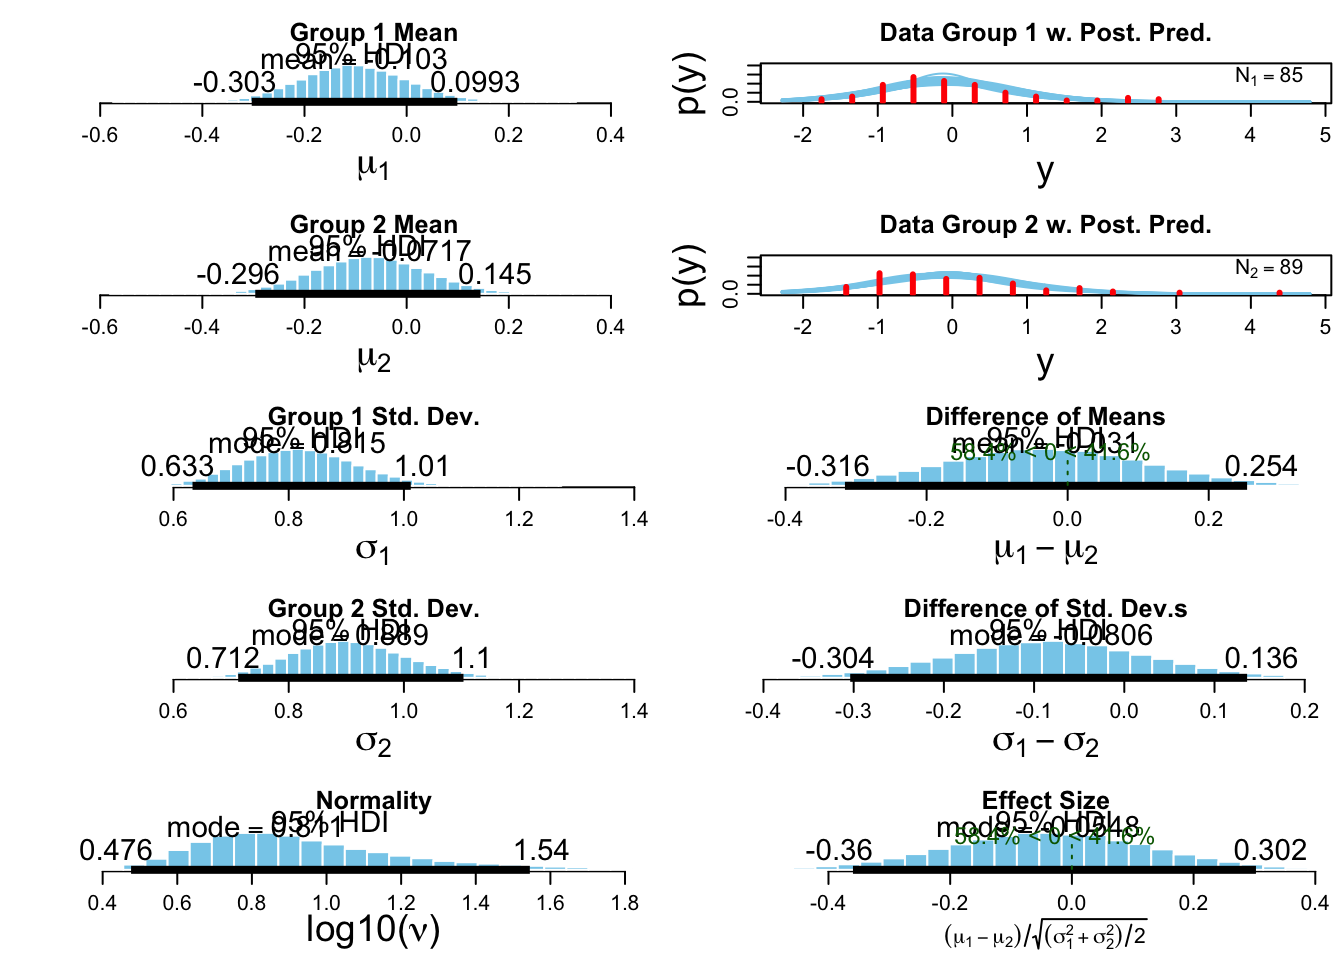 Group 1 Mean
mean = -0.103
95% HDI
-0.303 0.0993
-0.6 -0.4 -0.2 0.0 0.2 0.4
μ1
Data Group 1 w. Post. Pred.
N1 = 85
p(y)
0.0
-2 -1 0 1 2 3 4 5
y
Group 2 Mean
mean = -0.0717
95% HDI
-0.296 0.145
-0.6 -0.4 -0.2 0.0 0.2 0.4
μ2
Data Group 2 w. Post. Pred.
N2 = 89
p(y)
0.0
-2 -1 0 1 2 3 4 5
y
Group 1 Std. Dev.
mode = 0.815
95% HDI
0.633 1.01
0.6 0.8 1.0 1.2 1.4
σ1
Difference of Means
mean = -0.031
95% HDI
58.4% < 0 < 41.6%
-0.316 0.254
-0.4 -0.2 0.0 0.2
μ1 − μ2
Group 2 Std. Dev.
mode = 0.889
95% HDI
0.712 1.1
0.6 0.8 1.0 1.2 1.4
σ2
Difference of Std. Dev.s
mode = -0.0806
95% HDI
-0.304 0.136
-0.4 -0.3 -0.2 -0.1 0.0 0.1 0.2
σ1 − σ2
Normality
mode = 0.811
95% HDI
0.476 1.54
0.4 0.6 0.8 1.0 1.2 1.4 1.6 1.8
log10(ν)
Effect Size
mode = -0.0548
95% HDI
58.4% < 0 < 41.6%
-0.36 0.302
-0.4 -0.2 0.0 0.2 0.4
(μ1 − μ2)/√(σ1² + σ2²)/2